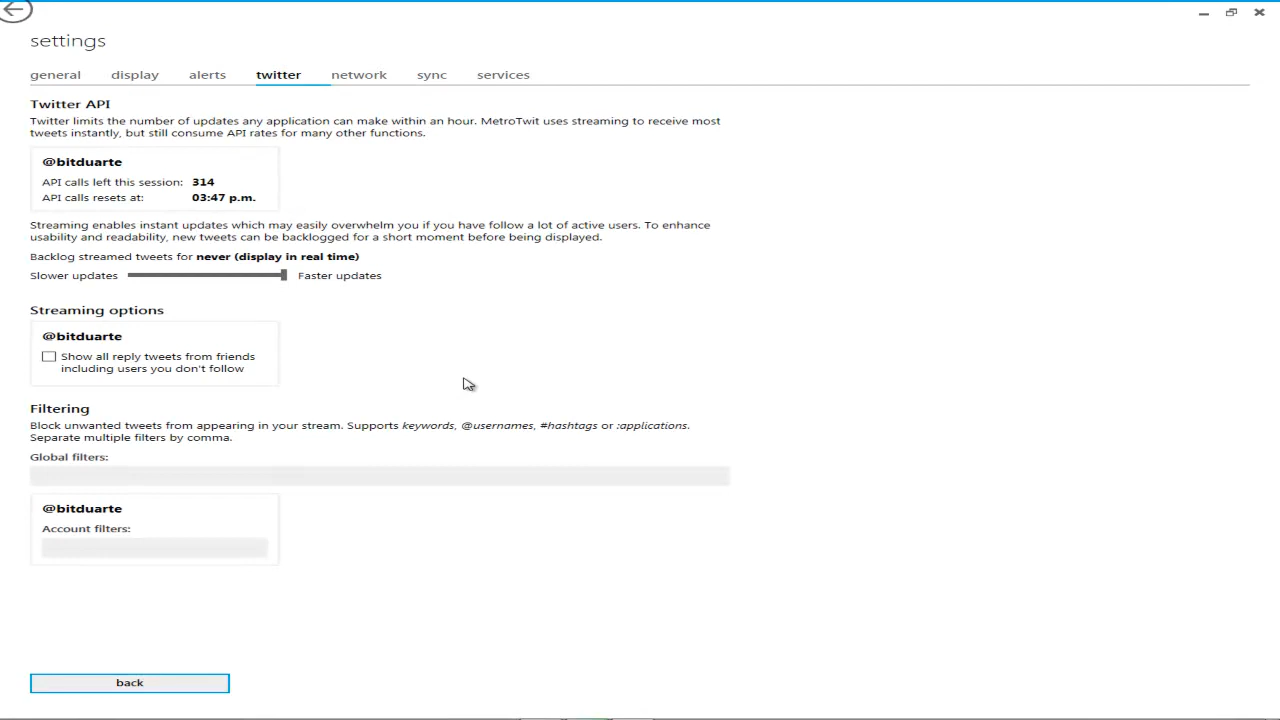 settings
general display alerts twitter network sync services
Twitter API
Twitter limits the number of updates any application can make within an hour. MetroTwit uses streaming to receive most
tweets instantly, but still consume API rates for many other functions.
@bitduarte
API calls left this session: 314
API calls resets at: 03:47 p.m.
Streaming enables instant updates which may easily overwhelm you if you have follow a lot of active users. To enhance
usability and readability, new tweets can be backlogged for a short moment before being displayed.
Backlog streamed tweets for never (display in real time)
Slower updates Faster updates
Streaming options
@bitduarte
Show all reply tweets from friends
including users you don't follow
Filtering
Block unwanted tweets from appearing in your stream. Supports keywords, @usernames, #hashtags or :applications.
Separate multiple filters by comma.
Global filters:
@bitduarte
Account filters:
back